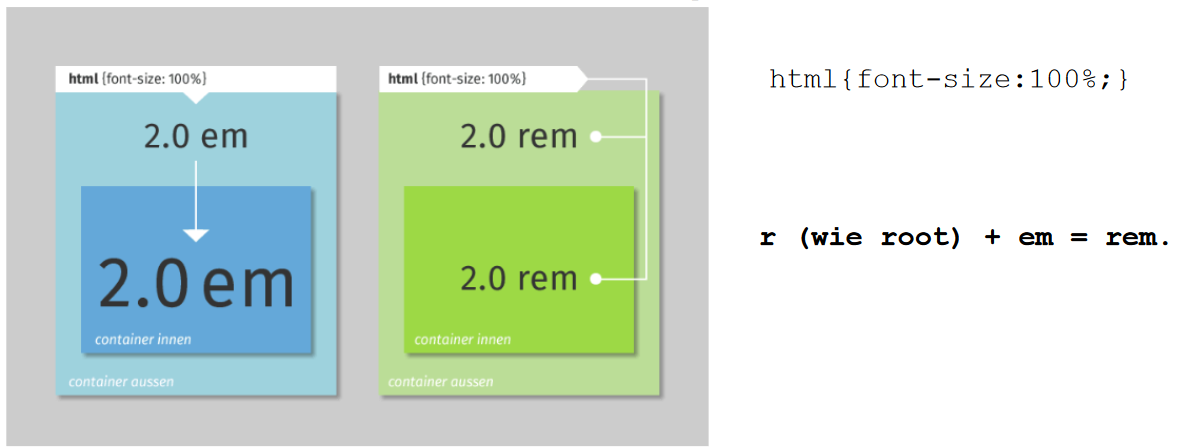 html {font-size: 100%}
2.0 em
2.0 em
container innen
container aussen
html {font-size: 100%}
2.0 rem
2.0 rem
container innen
container aussen
html{font-size:100%;}
r (wie root) + em = rem.